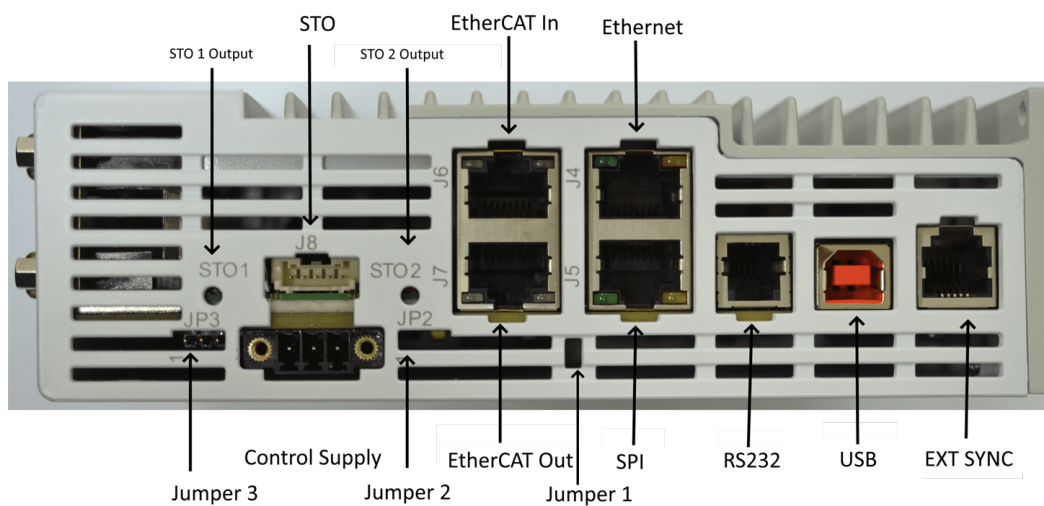 STO
EtherCAT In
Ethernet
STO 1 Output
STO 2 Output
J6
J4
J8
STO1
STO2
J7
J5
JP3
JP2
1
1
Control Supply
EtherCAT Out
SPI
RS232
USB
EXT SYNC
Jumper 3
Jumper 2
Jumper 1